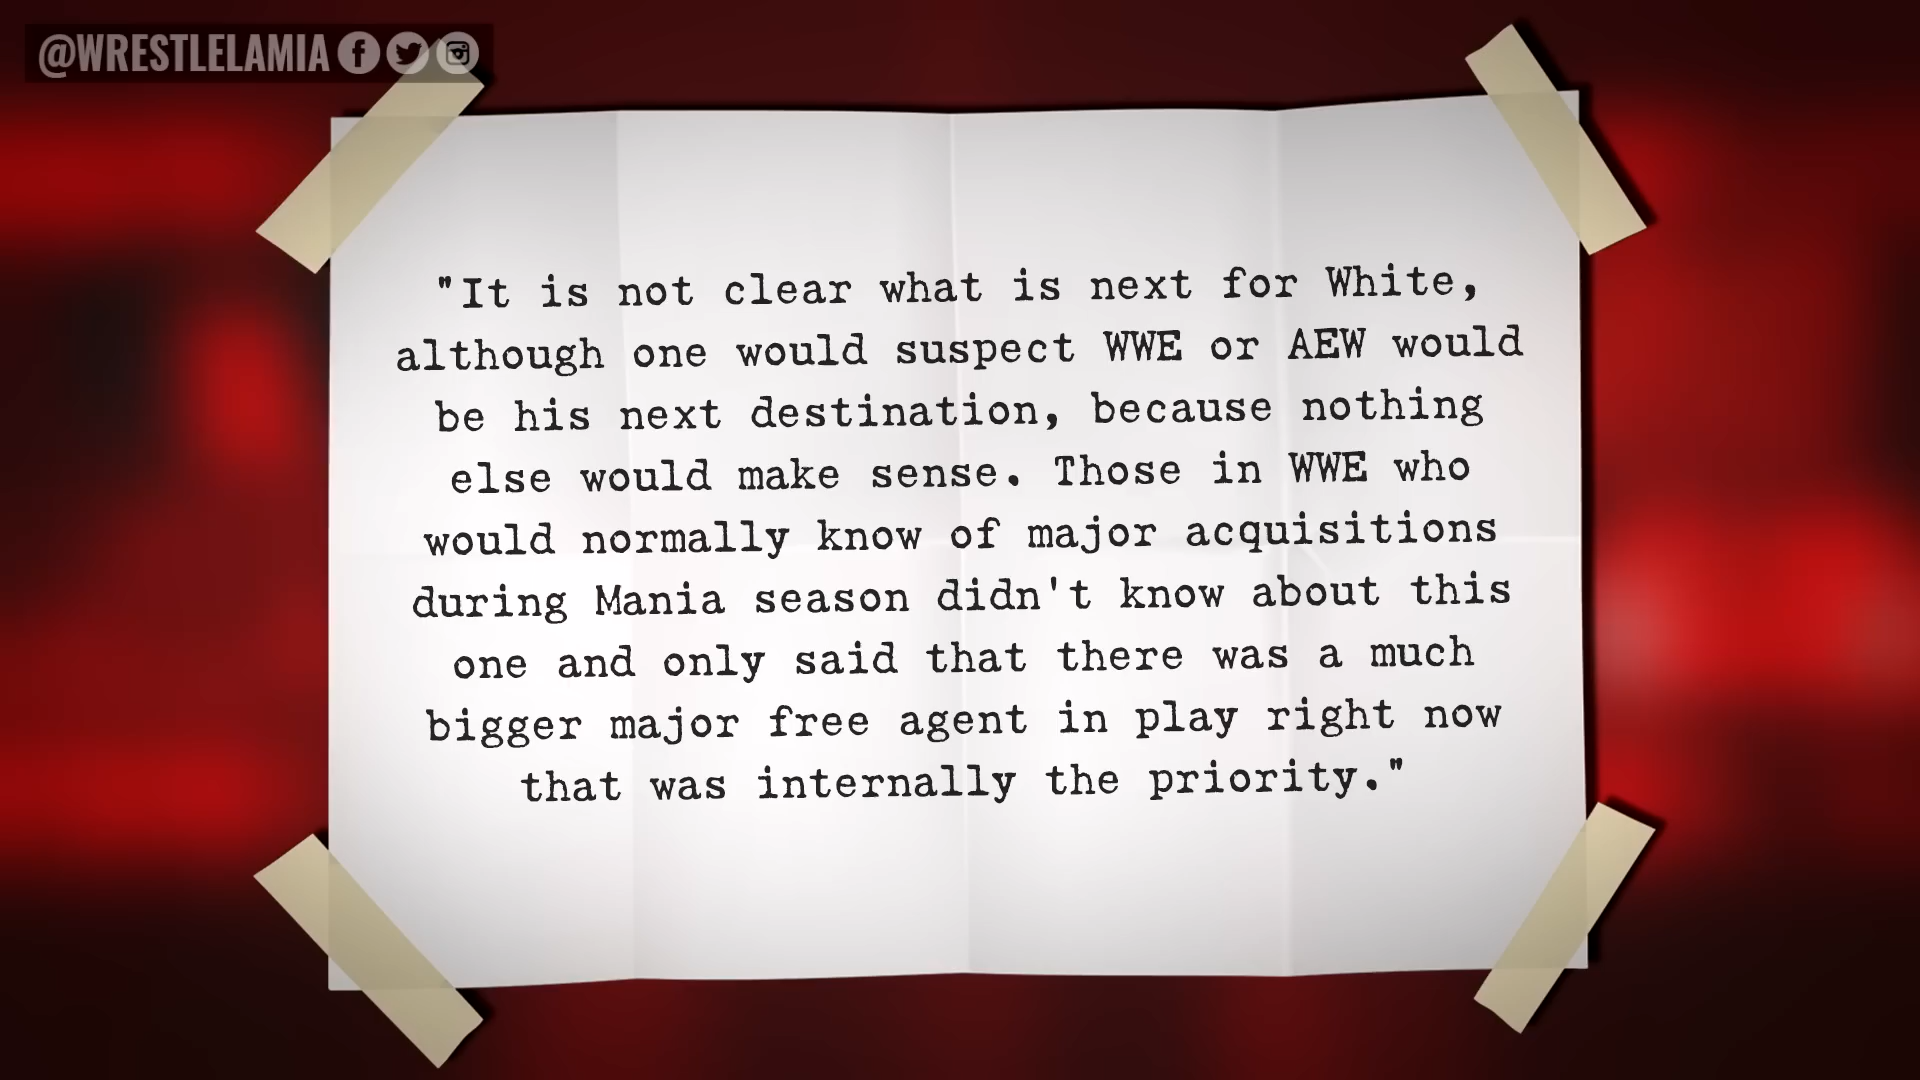 @WRESTLELAMIA
"It is not clear what is next for White,
although one would suspect WWE or AEW would
be his next destination, because nothing
else would make sense. Those in WWE who
would normally know of major acquisitions
during Mania season didn't know about this
one and only said that there was a much
bigger major free agent in play right now
that was internally the priority."